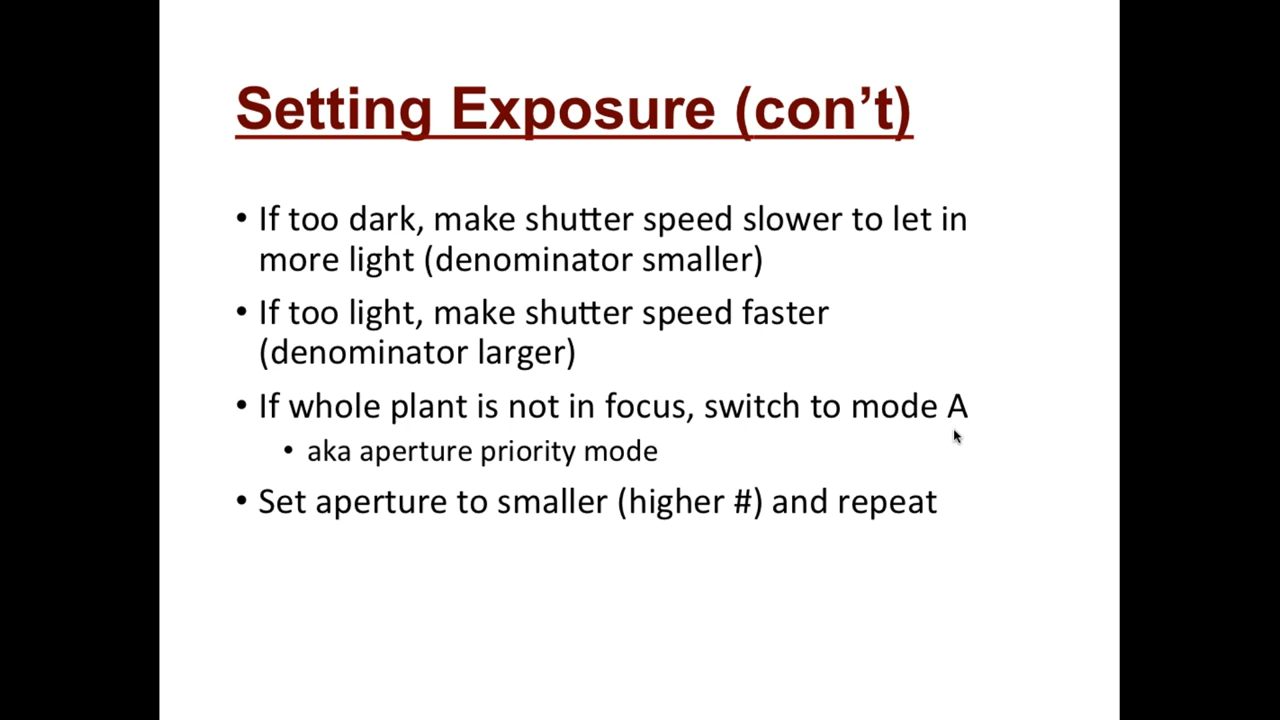 Setting Exposure (con’t)
• If too dark, make shutter speed slower to let in
more light (denominator smaller)
• If too light, make shutter speed faster
(denominator larger)
• If whole plant is not in focus, switch to mode A
• aka aperture priority mode
• Set aperture to smaller (higher #) and repeat